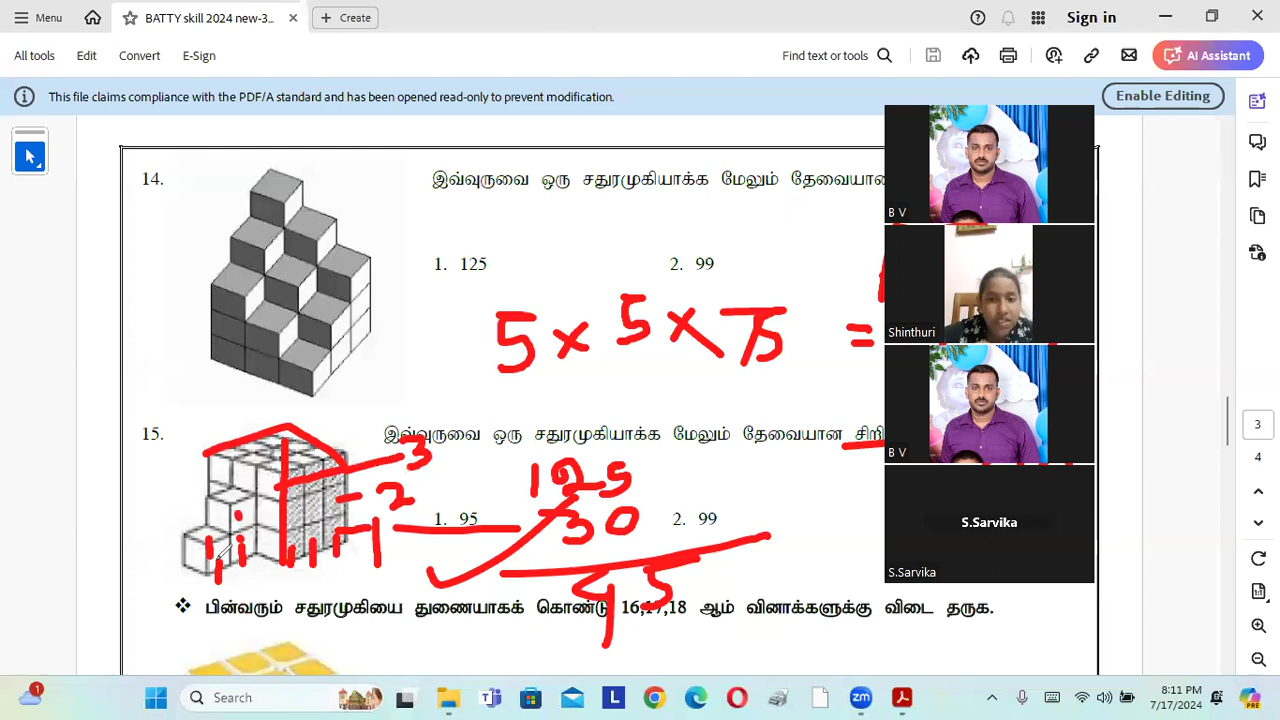 Menu
BATTY skill 2024 new-3...
Create
Sign in
All tools
Edit
Convert
E-Sign
Find text or tools
AI Assistant
This file claims compliance with the PDF/A standard and has been opened read-only to prevent modification.
Enable Editing
14.
இவ்வுருவை ஒரு சதுரமுகியாக்க மேலும்
1. 125
2. 99
5 × 5 ×
=
15.
இவ்வுருவை ஒரு சதுரமுகியாக்க மேலும் தேவையான
3
125
- 2
30
1. 95
2. 99
95
❖ பின்வரும் சதுரமுகியை துணையாகக் கொண்டு 16,17,18 ஆம் வினாக்களுக்கு விடை தருக.
B V
Shinthuri
B V
S.Sarvika
S.Sarvika
3
4
1
Search
8:11 PM
7/17/2024
PRE